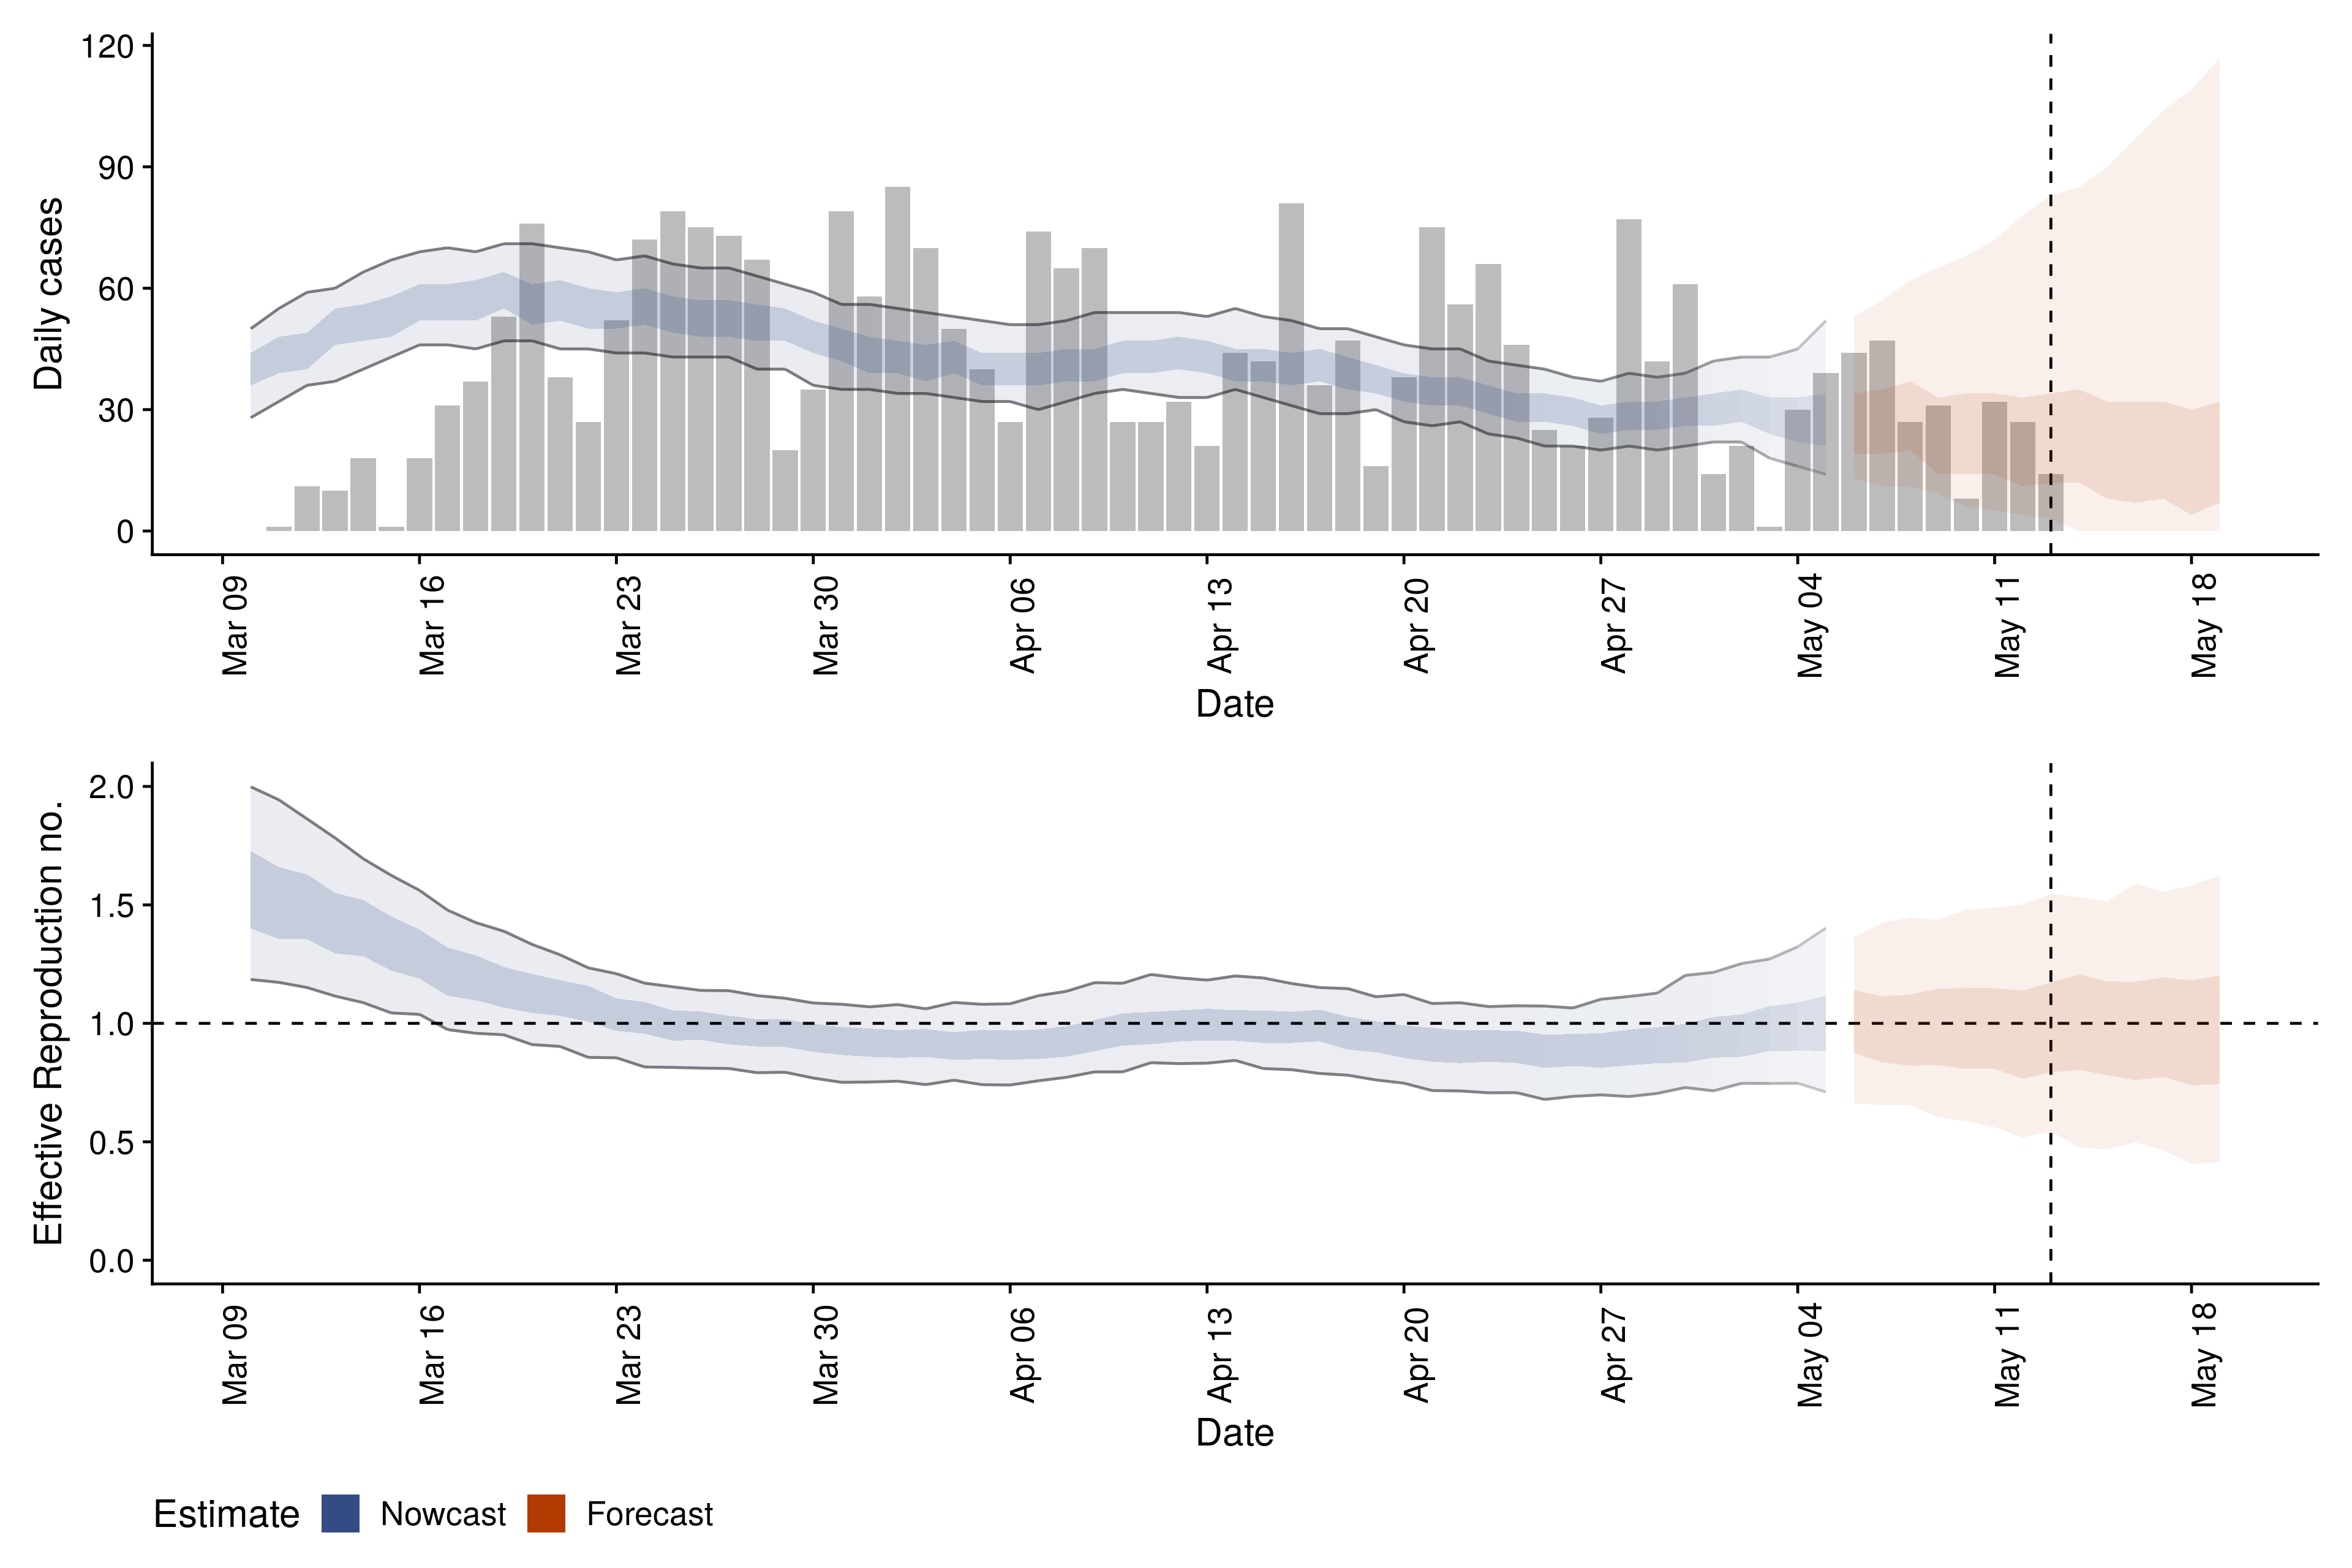 120
90
60
30
0
Daily cases
Mar 09 Mar 16 Mar 23 Mar 30 Apr 06 Apr 13 Apr 20 Apr 27 May 04 May 11 May 18
Date
2.0
1.5
1.0
0.5
0.0
Effective Reproduction no.
Mar 09 Mar 16 Mar 23 Mar 30 Apr 06 Apr 13 Apr 20 Apr 27 May 04 May 11 May 18
Date
Estimate Nowcast Forecast